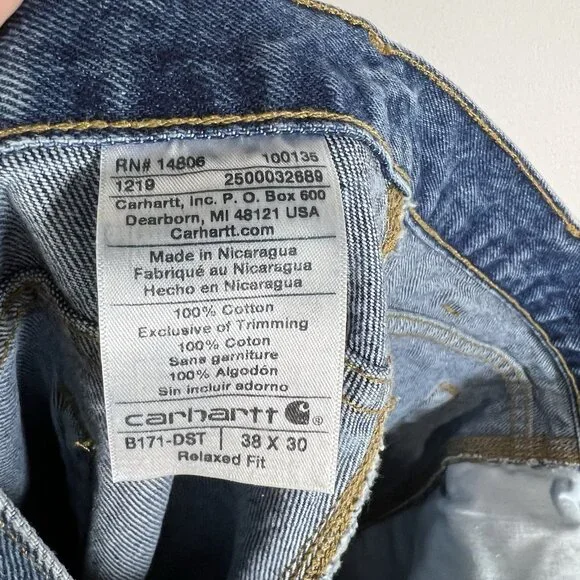 RN# 14806 100135
1219 2500032689
Carhartt, Inc. P. O. Box 600
Dearborn, MI 48121 USA
Carhartt.com
Made in Nicaragua
Fabriqué au Nicaragua
Hecho en Nicaragua
100% Cotton
Exclusive of Trimming
100% Coton
Sans garniture
100% Algodón
Sin incluir adorno
carhartt ®
B171-DST 38 X 30
Relaxed Fit